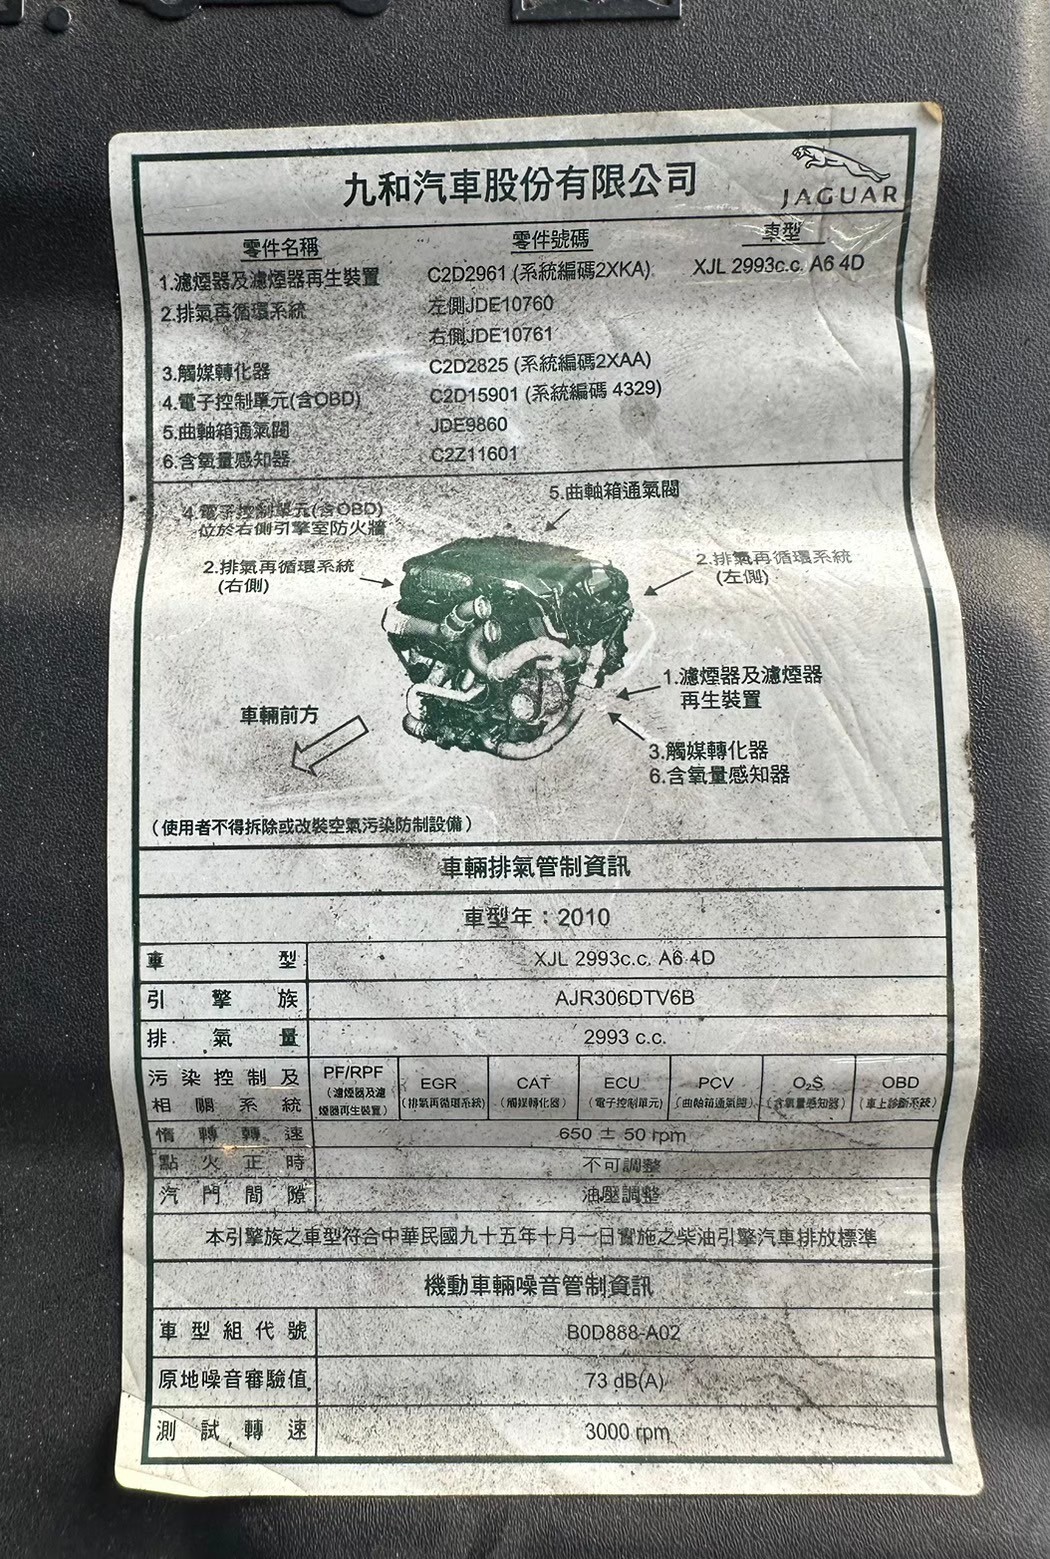 九和汽車股份有限公司
JAGUAR
零件名稱 零件號碼 車型
1.濾煙器及濾煙器再生裝置 C2D2961 (系統編碼2XKA) XJL 2993c.c. A6 4D
2.排氣再循環系統 左側JDE10760
右側JDE10761
3.觸媒轉化器 C2D2825 (系統編碼2XAA)
4.電子控制單元(含OBD) C2D15901 (系統編碼 4329)
5.曲軸箱通氣閥 JDE9860
6.含氧量感知器 C2Z11601
5.曲軸箱通氣閥
4.電子控制單元(含OBD)
位於右側引擎室防火牆
2.排氣再循環系統
(右側)
2.排氣再循環系統
(左側)
1.濾煙器及濾煙器
再生裝置
車輛前方
3.觸媒轉化器
6.含氧量感知器
(使用者不得拆除或改裝空氣污染防制設備)
車輛排氣管制資訊
車型年：2010
車型 XJL 2993c.c. A6 4D
引擎族 AJR306DTV6B
排氣量 2993 c.c.
污染控制及相關系統 PF/RPF (濾煙器及濾煙器再生裝置) EGR (排氣再循環系統) CAT (觸媒轉化器) ECU (電子控制單元) PCV (曲軸箱通氣閥) O₂S (含氧量感知器) OBD (車上診斷系統)
惰轉轉速 650 ± 50 rpm
點火正時 不可調整
汽門間隙 油壓調整
本引擎族之車型符合中華民國九十五年十月一日實施之柴油引擎汽車排放標準
機動車輛噪音管制資訊
車型組代號 B0D888-A02
原地噪音審驗值 73 dB(A)
測試轉速 3000 rpm